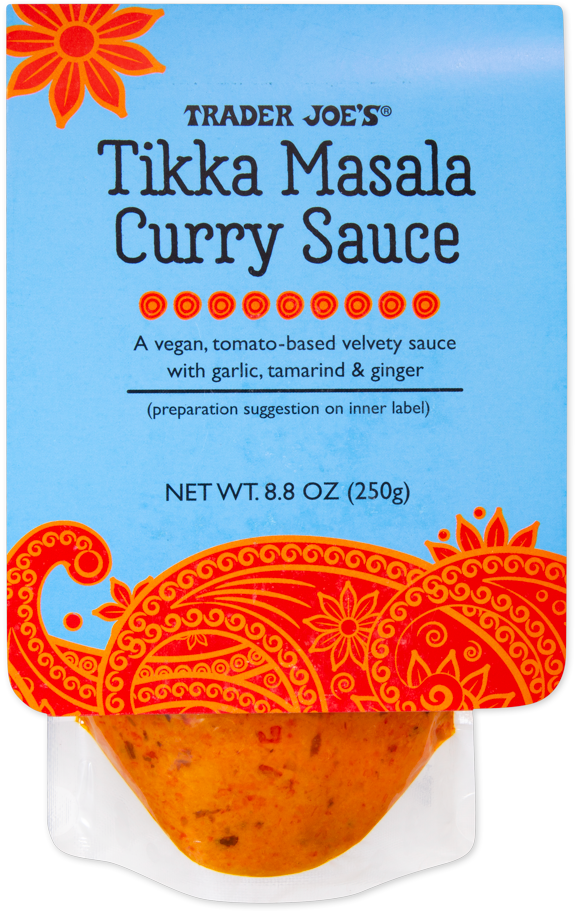 TRADER JOE'S®
Tikka Masala
Curry Sauce
A vegan, tomato-based velvety sauce
with garlic, tamarind & ginger
(preparation suggestion on inner label)
NET WT. 8.8 OZ (250g)